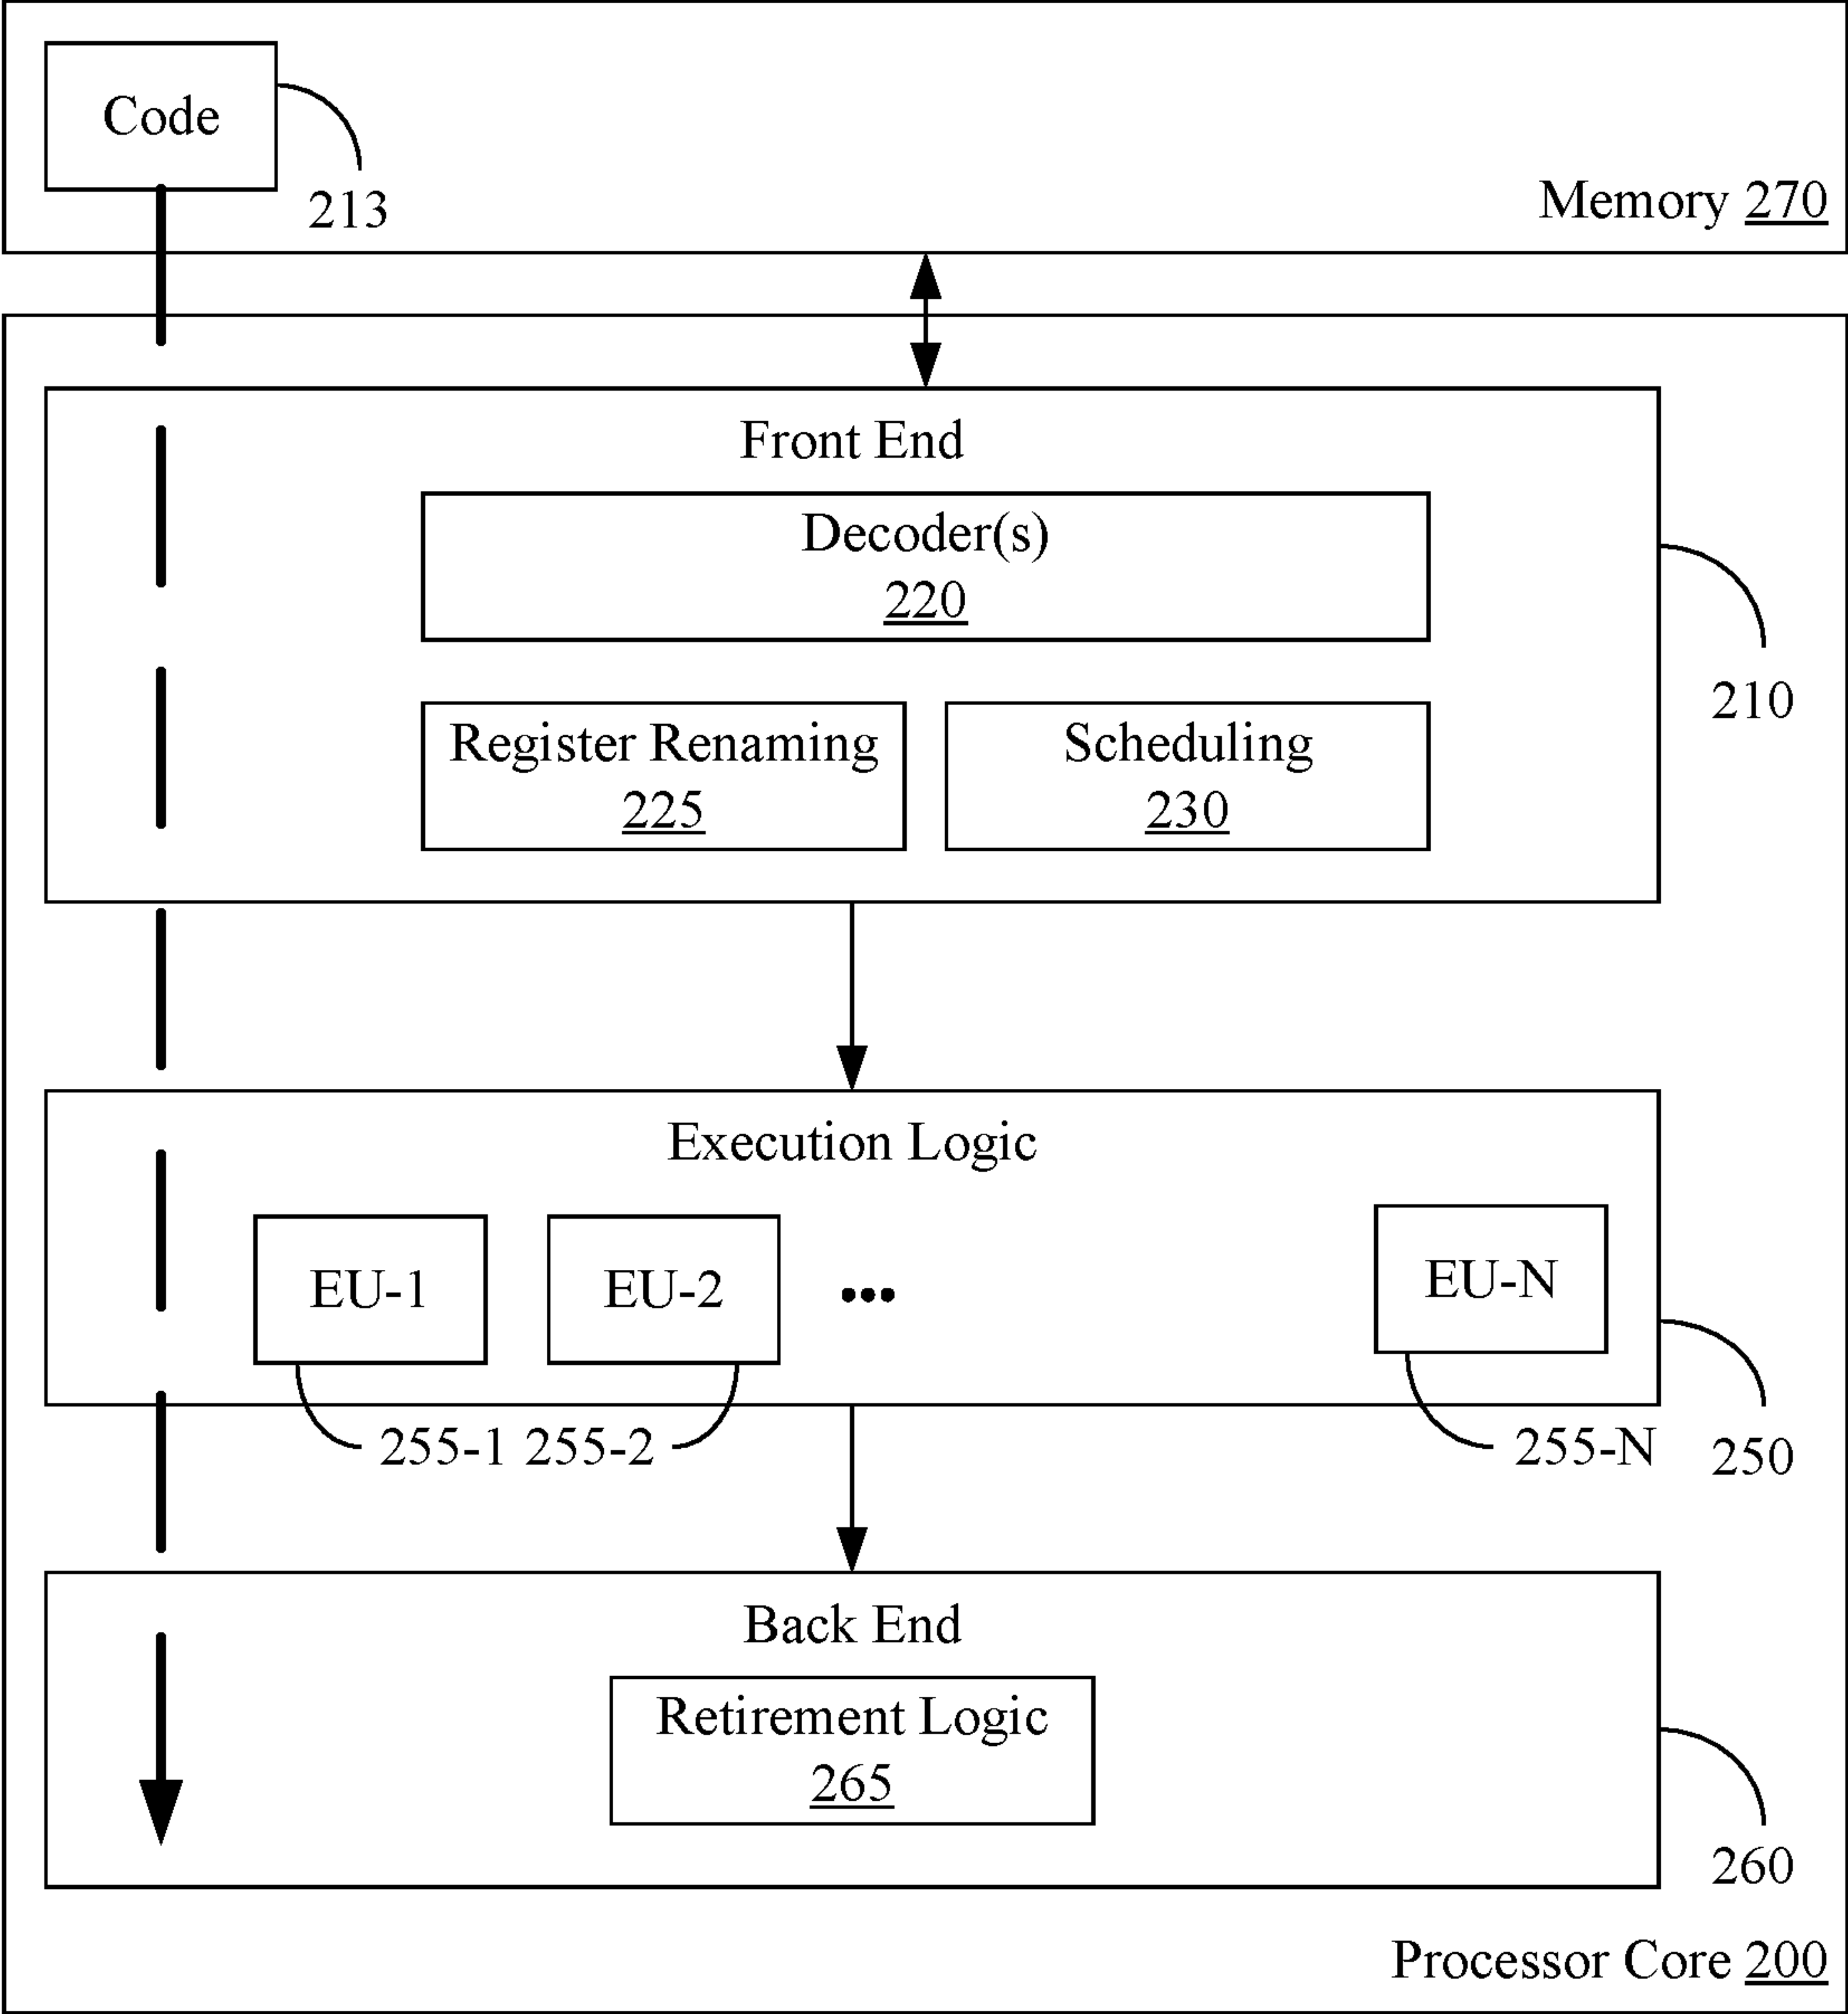 Code
213
Memory 270
Front End
Decoder(s)
220
210
Register Renaming
225
Scheduling
230
Execution Logic
EU-1
EU-2
•••
EU-N
255-1 255-2
255-N
250
Back End
Retirement Logic
265
260
Processor Core 200